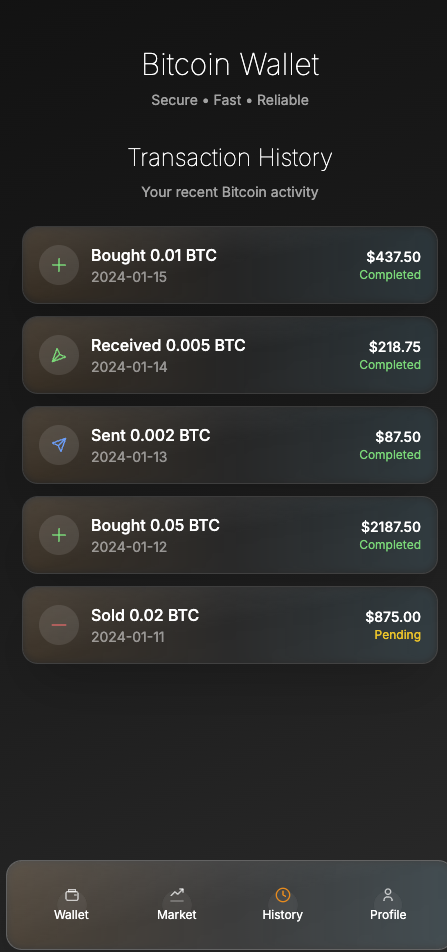 Bitcoin Wallet
Secure • Fast • Reliable
Transaction History
Your recent Bitcoin activity
Bought 0.01 BTC
$437.50
2024-01-15
Completed
Received 0.005 BTC
$218.75
2024-01-14
Completed
Sent 0.002 BTC
$87.50
2024-01-13
Completed
Bought 0.05 BTC
$2187.50
2024-01-12
Completed
Sold 0.02 BTC
$875.00
2024-01-11
Pending
Wallet Market History Profile